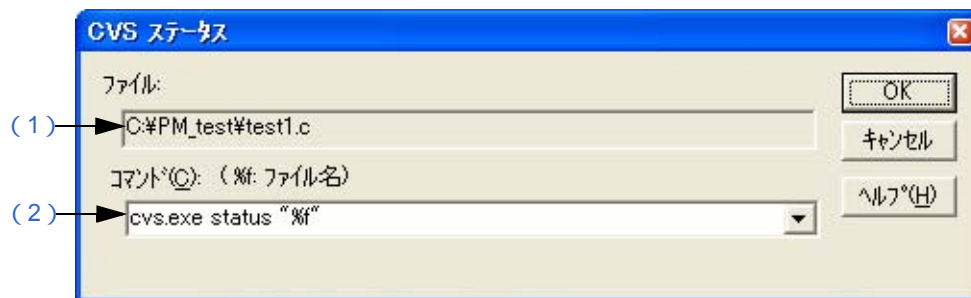 CVS ステータス
ファイル:
OK
(1)
C:¥PM_test¥test1.c
キャンセル
コマンド(C): (%f: ファイル名)
ヘルプ(H)
(2)
cvs.exe status "%f"